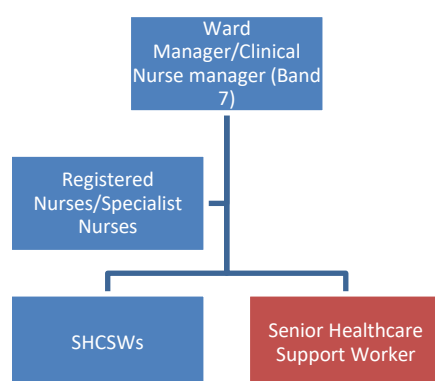 Ward
Manager/Clinical
Nurse manager (Band
7)
Registered
Nurses/Specialist
Nurses
SHCSWs
Senior Healthcare
Support Worker